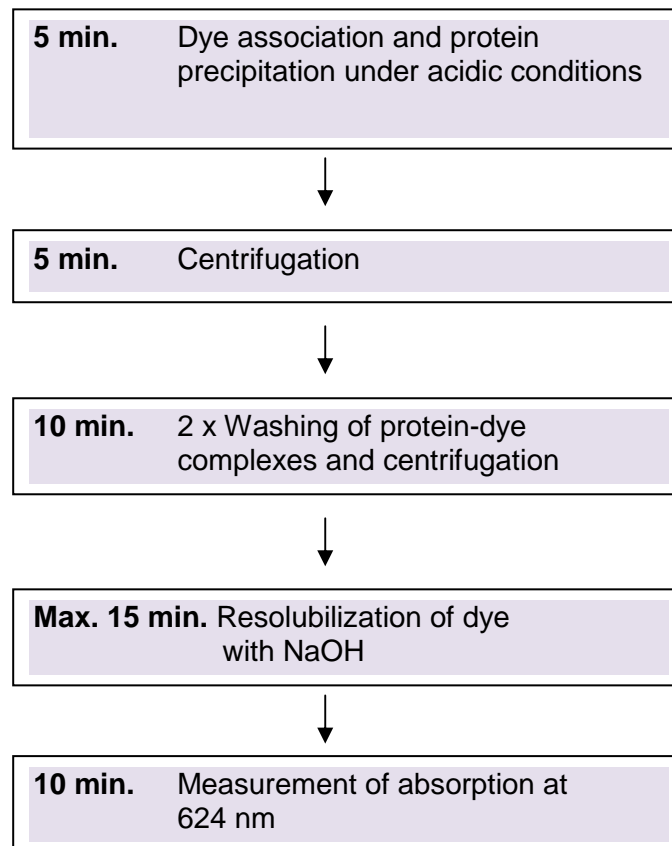 5 min. Dye association and protein
precipitation under acidic conditions
5 min. Centrifugation
10 min. 2 x Washing of protein-dye
complexes and centrifugation
Max. 15 min. Resolubilization of dye
with NaOH
10 min. Measurement of absorption at
624 nm